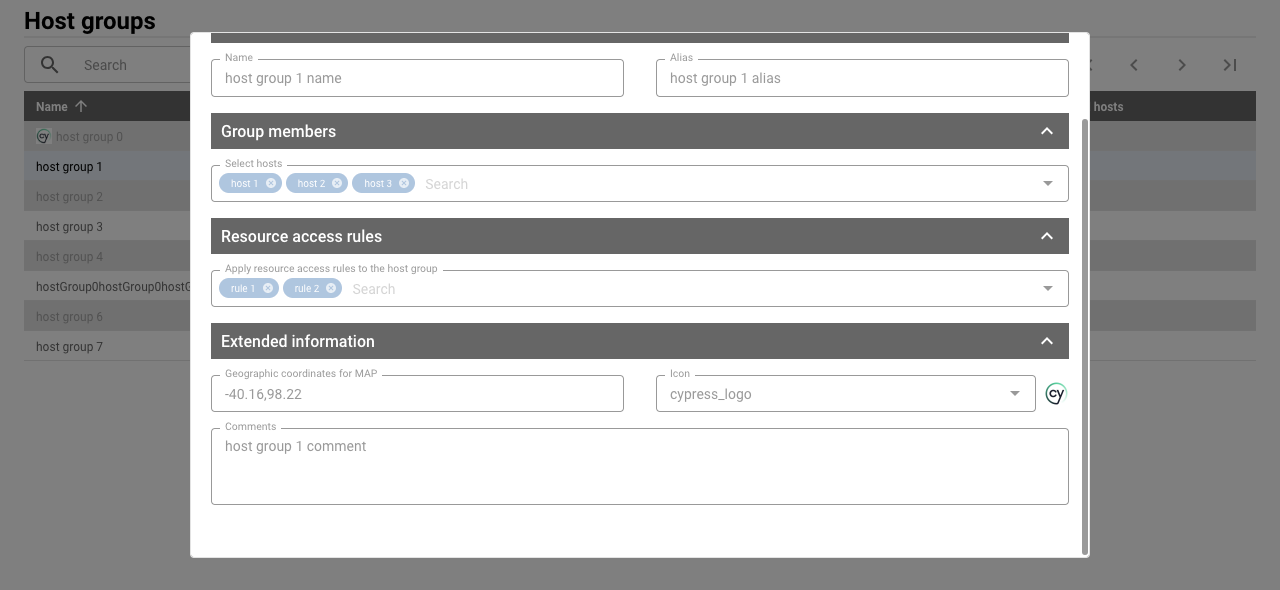 Host groups
Search
Name
hosts
cy host group 0
host group 1
host group 2
host group 3
host group 4
hostGroup0hostGroup0host
host group 6
host group 7
Name
host group 1 name
Alias
host group 1 alias
Group members
Select hosts
host 1 host 2 host 3 Search
Resource access rules
Apply resource access rules to the host group
rule 1 rule 2 Search
Extended information
Geographic coordinates for MAP
-40.16,98.22
Icon
cypress_logo
cy
Comments
host group 1 comment